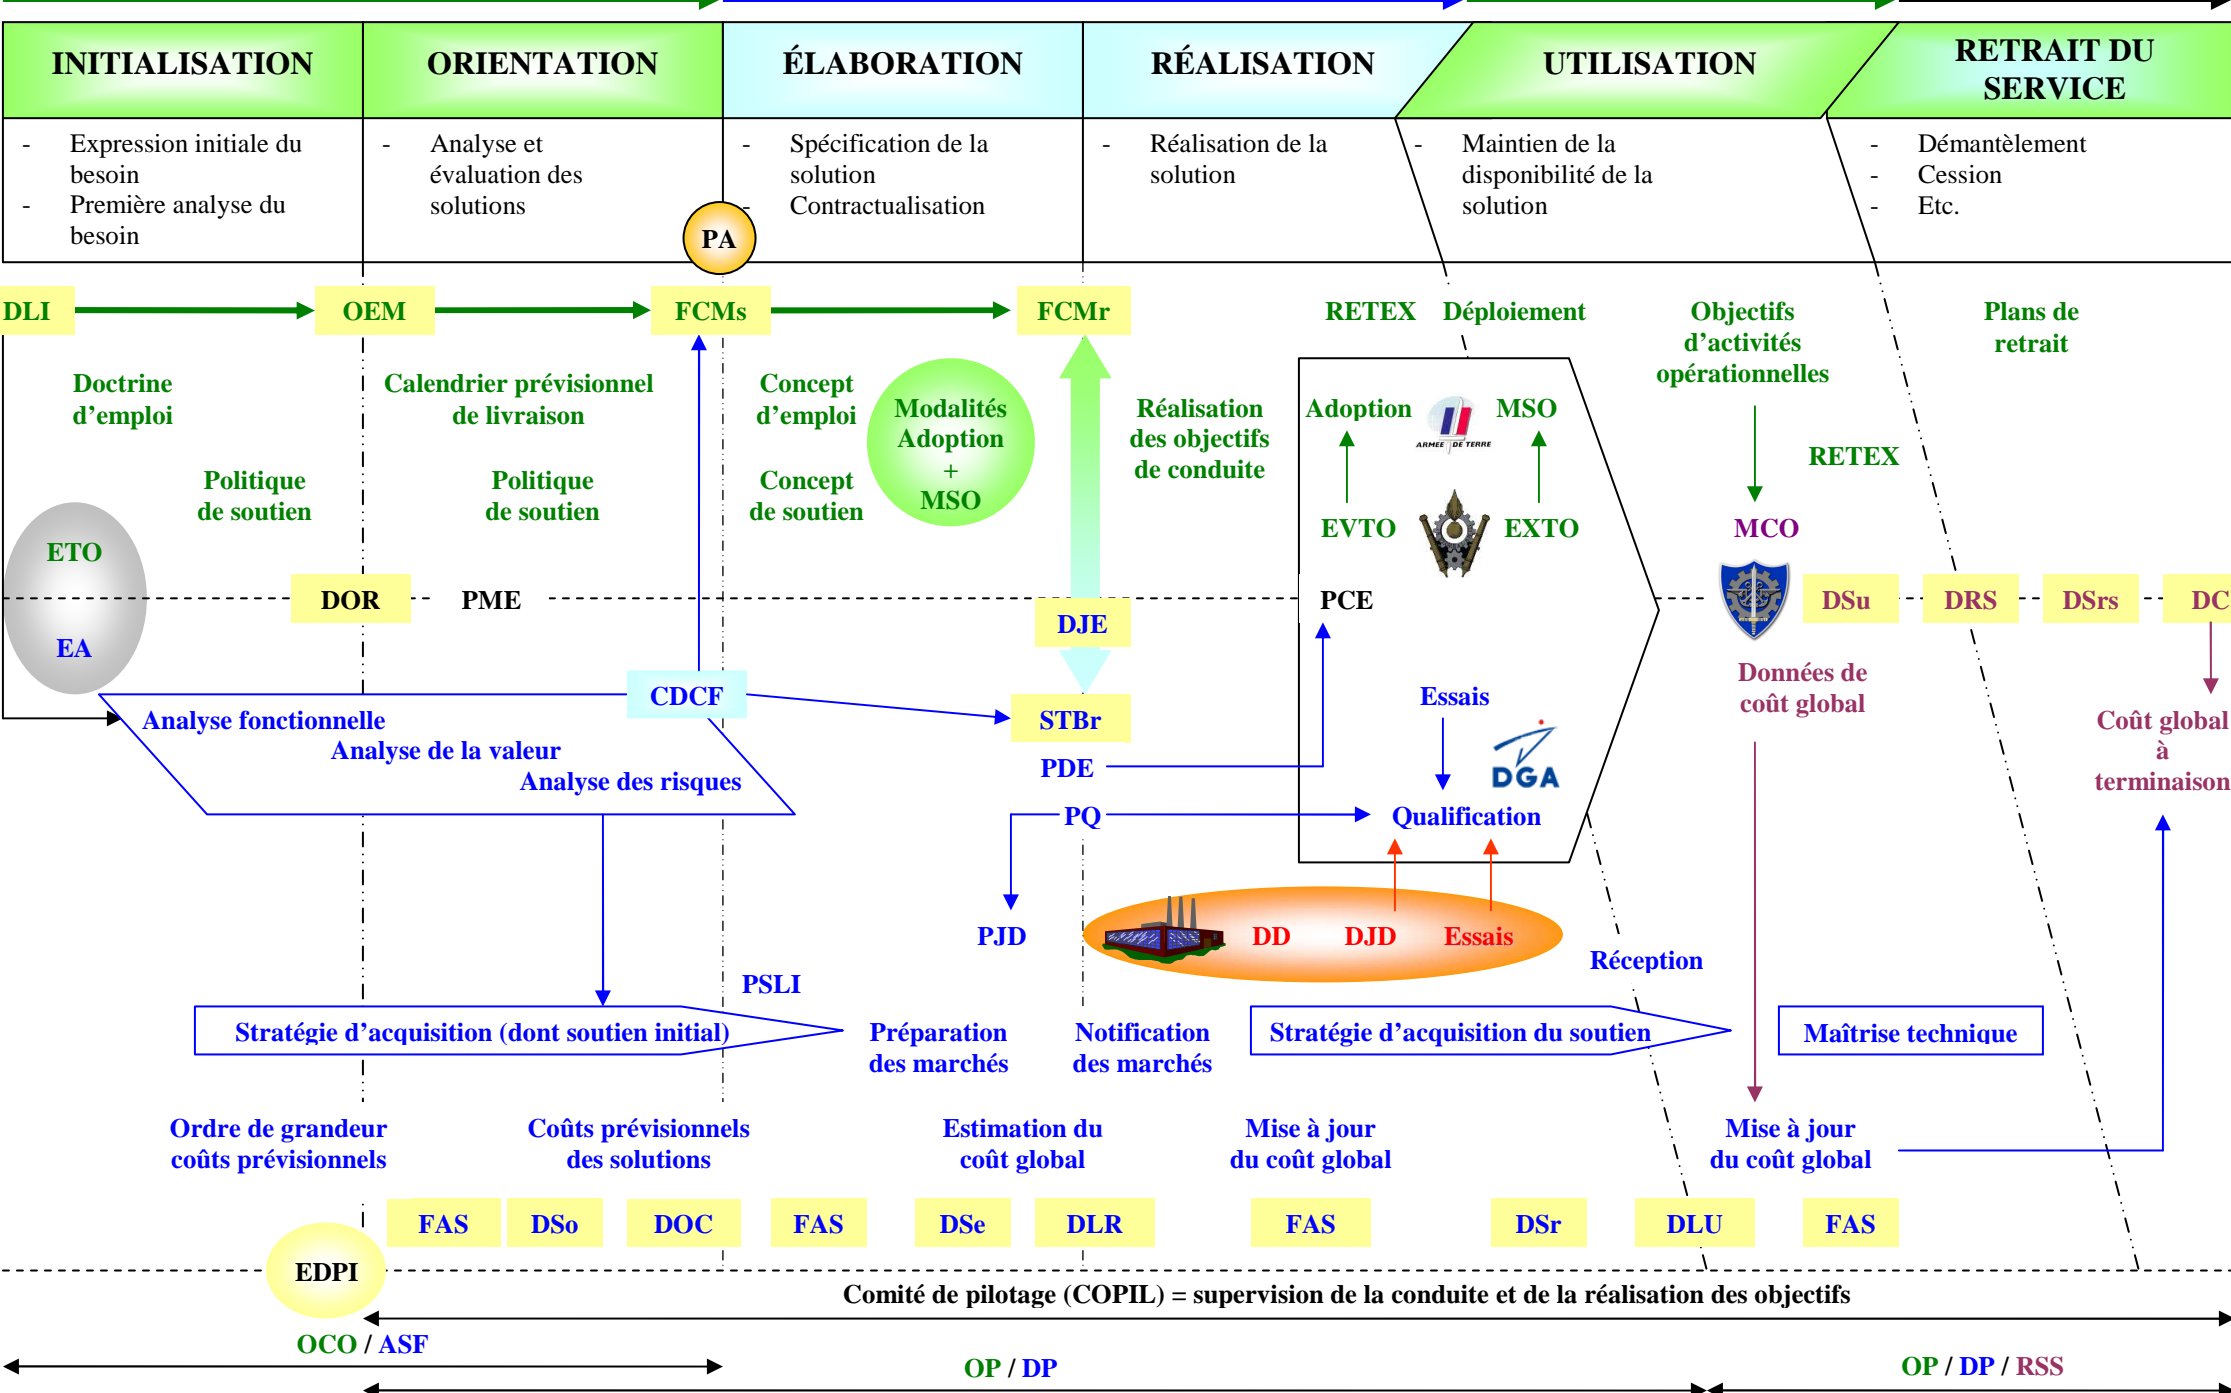 INITIALISATION
ORIENTATION
ÉLABORATION
RÉALISATION
UTILISATION
RETRAIT DU
SERVICE
- Expression initiale du
besoin
- Première analyse du
besoin
- Analyse et
évaluation des
solutions
- Spécification de la
solution
- Contractualisation
- Réalisation de la
solution
- Maintien de la
disponibilité de la
solution
- Démantèlement
- Cession
- Etc.
PA
DLI
OEM
FCMs
FCMr
RETEX
Déploiement
Objectifs
d'activités
opérationnelles
Plans de
retrait
Doctrine
d'emploi
Calendrier prévisionnel
de livraison
Concept
d'emploi
Modalités
Adoption
+
MSO
Réalisation
des objectifs
de conduite
Adoption
ARMEE DE TERRE
MSO
RETEX
Politique
de soutien
Politique
de soutien
Concept
de soutien
EVTO
EXTO
MCO
ETO
EA
DOR
PME
DJE
PCE
DSu
DRS
DSrs
DC
Données de
coût global
CDCF
STBr
Essais
Coût global
à
terminaison
Analyse fonctionnelle
Analyse de la valeur
Analyse des risques
PDE
DGA
PQ
Qualification
PJD
DD
DJD
Essais
Réception
PSLI
Stratégie d'acquisition (dont soutien initial)
Préparation
des marchés
Notification
des marchés
Stratégie d'acquisition du soutien
Maîtrise technique
Ordre de grandeur
coûts prévisionnels
Coûts prévisionnels
des solutions
Estimation du
coût global
Mise à jour
du coût global
Mise à jour
du coût global
FAS
DSo
DOC
FAS
DSe
DLR
FAS
DSr
DLU
FAS
EDPI
Comité de pilotage (COPIL) = supervision de la conduite et de la réalisation des objectifs
OCO / ASF
OP / DP
OP / DP / RSS